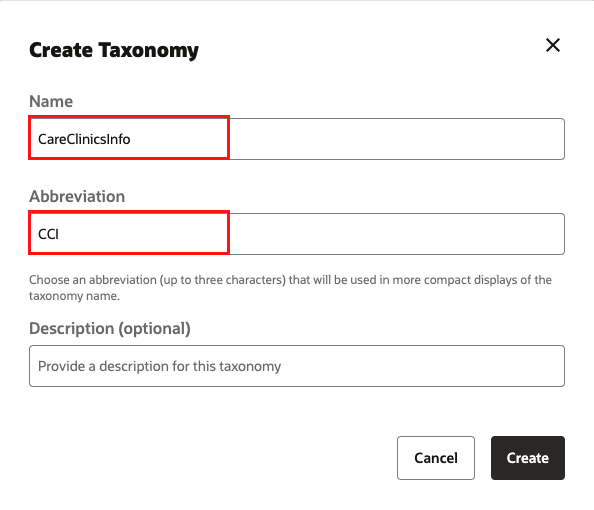 Create Taxonomy
Name
CareClinicsInfo
Abbreviation
CCI
Choose an abbreviation (up to three characters) that will be used in more compact displays of the
taxonomy name.
Description (optional)
Provide a description for this taxonomy
Cancel
Create